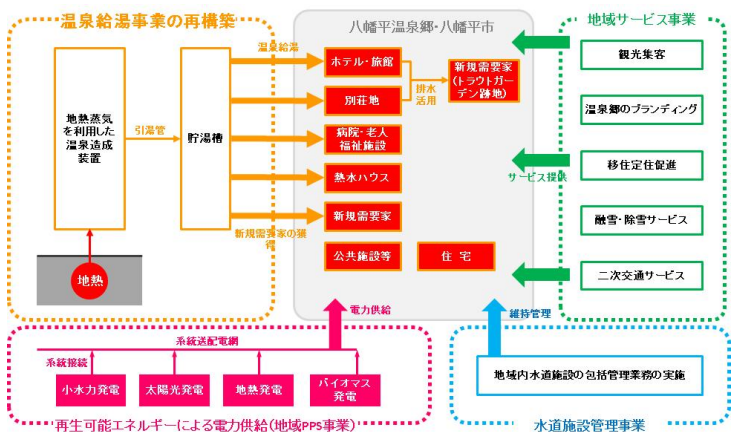 温泉給湯事業の再構築
八幡平温泉郷・八幡平市
地域サービス事業
地熱蒸気
を利用した
温泉造成
装置
引湯管
貯湯槽
地熱
温泉給湯
新規需要家の獲
得
ホテル・旅館
別荘地
病院・老人
福祉施設
熱水ハウス
新規需要家
公共施設等
住 宅
排水
活用
新規需要家
(トラウトガー
デン跡地)
サービス提供
観光集客
温泉郷のブランディング
移住定住促進
融雪・除雪サービス
二次交通サービス
電力供給
維持管理
系統送配電網
系統接続
小水力発電
太陽光発電
地熱発電
バイオマス
発電
再生可能エネルギーによる電力供給(地域PPS事業)
地域内水道施設の包括管理業務の実施
水道施設管理事業